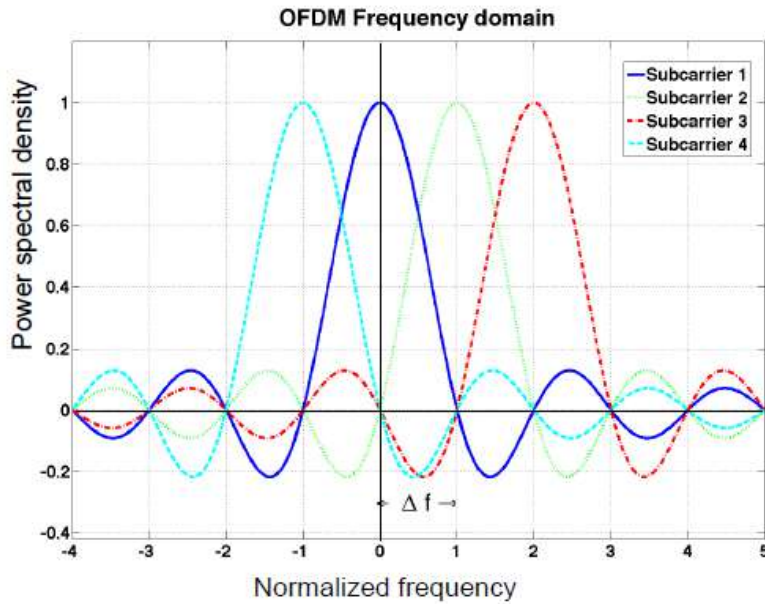 OFDM Frequency domain
Subcarrier 1
Subcarrier 2
Subcarrier 3
Subcarrier 4
Power spectral density
1
0.8
0.6
0.4
0.2
0
-0.2
-0.4
← Δ f →
-4 -3 -2 -1 0 1 2 3 4 5
Normalized frequency